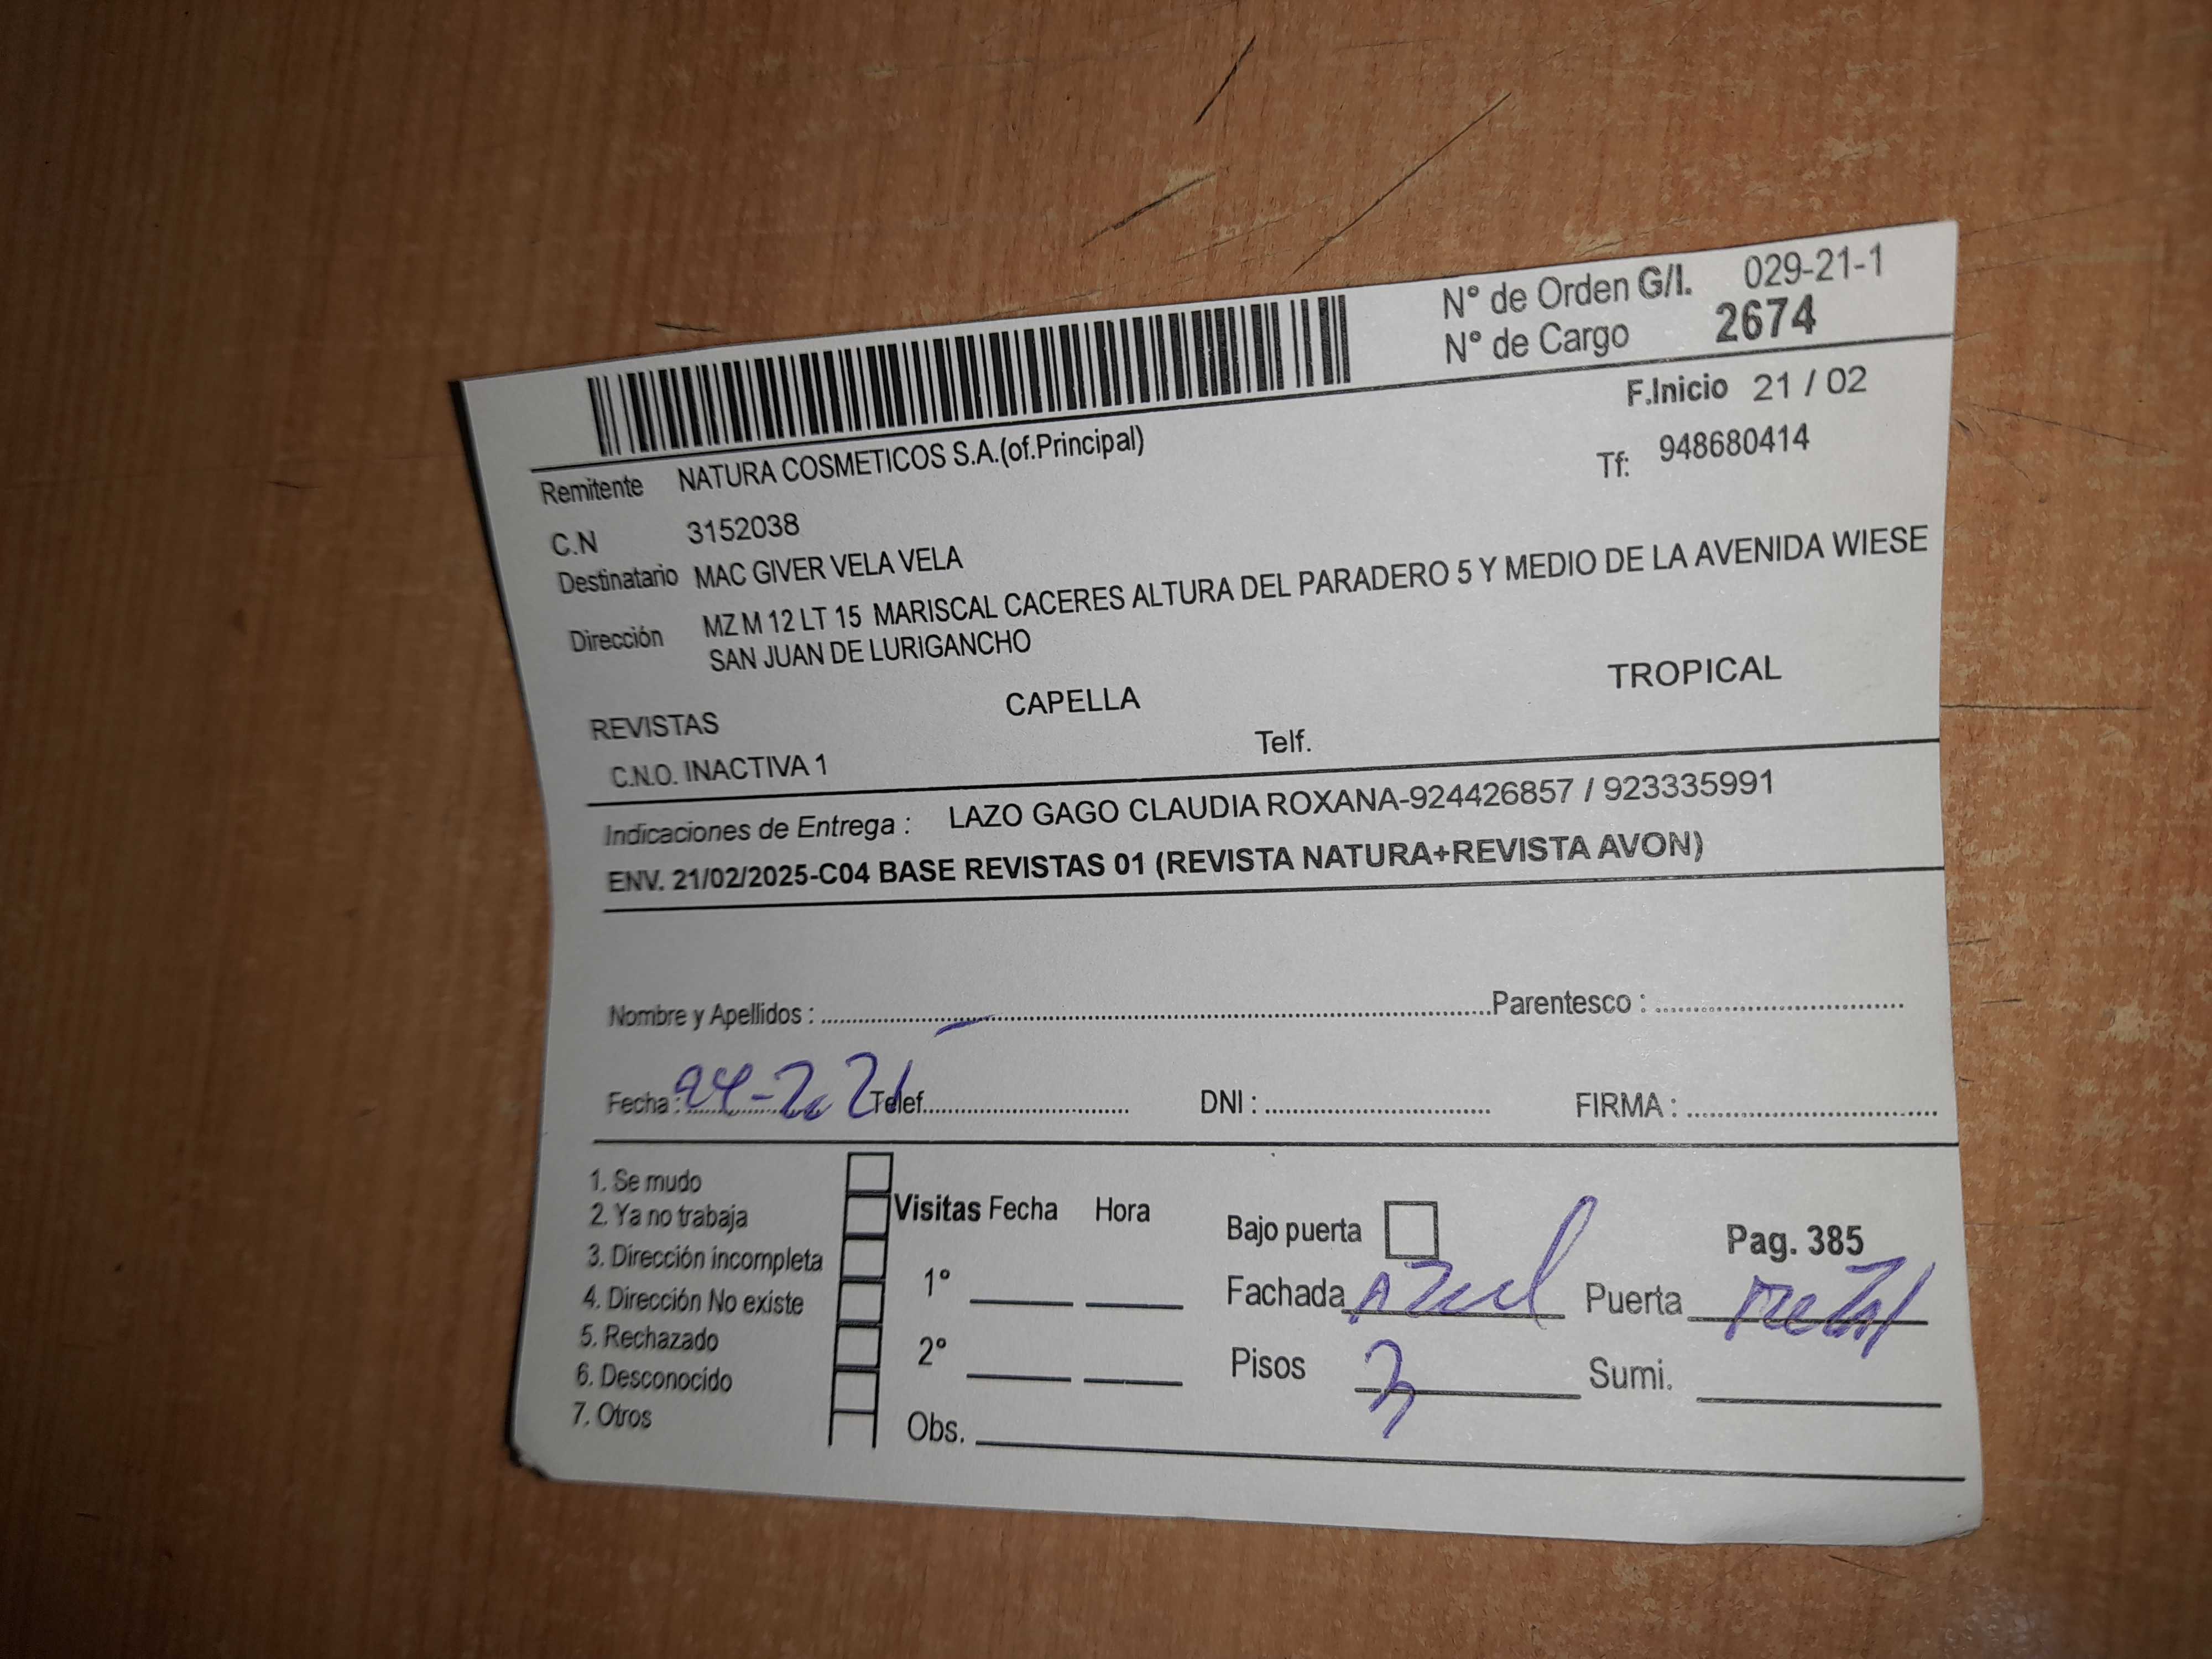 N° de Orden G/I. 029-21-1
N° de Cargo 2674
F.Inicio 21 / 02
Remitente NATURA COSMETICOS S.A.(of.Principal)
Tf: 948680414
C.N 3152038
Destinatario MAC GIVER VELA VELA
Dirección MZ M 12 LT 15 MARISCAL CACERES ALTURA DEL PARADERO 5 Y MEDIO DE LA AVENIDA WIESE
SAN JUAN DE LURIGANCHO
REVISTAS CAPELLA TROPICAL
C.N.O. INACTIVA 1 Telf.
Indicaciones de Entrega : LAZO GAGO CLAUDIA ROXANA-924426857 / 923335991
ENV. 21/02/2025-C04 BASE REVISTAS 01 (REVISTA NATURA+REVISTA AVON)
Nombre y Apellidos : Parentesco :
Fecha : Telef. DNI : FIRMA :
1. Se mudo
2. Ya no trabaja
3. Dirección incompleta
4. Dirección No existe
5. Rechazado
6. Desconocido
7. Otros
Visitas Fecha Hora
1°
2°
Obs.
Bajo puerta Pag. 385
Fachada Azul Puerta metal
Pisos 3 Sumi.